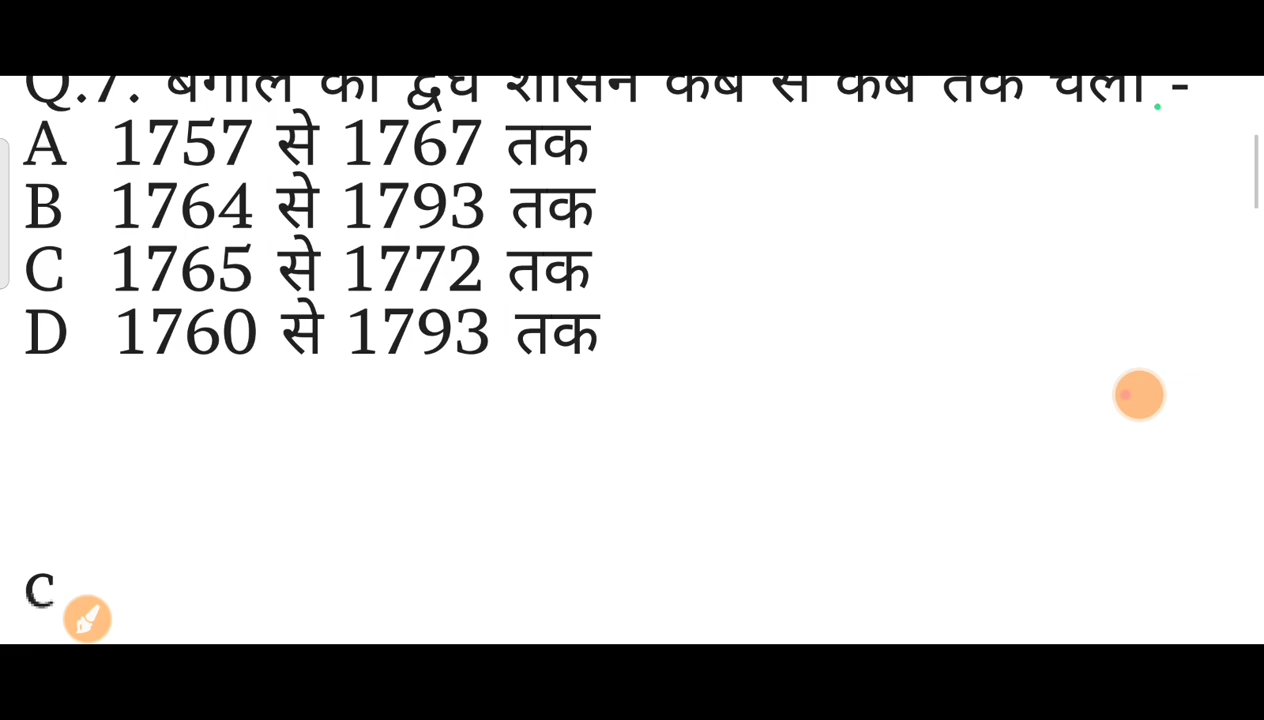 Q.7. बंगाल का द्वैध शासन कब से कब तक चला -
A 1757 से 1767 तक
B 1764 से 1793 तक
C 1765 से 1772 तक
D 1760 से 1793 तक
C